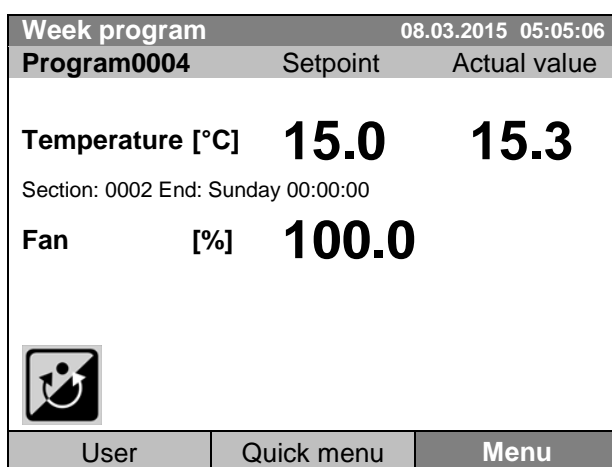 Week program 08.03.2015 05:05:06
Program0004 Setpoint Actual value
Temperature [°C] 15.0 15.3
Section: 0002 End: Sunday 00:00:00
Fan [%] 100.0
User Quick menu Menu